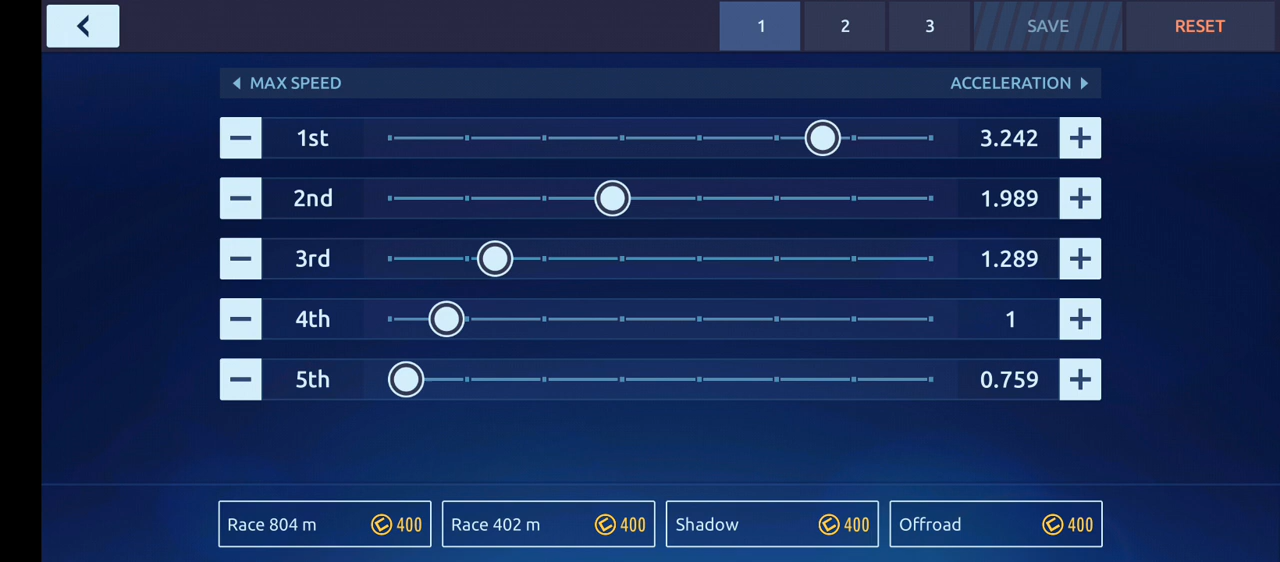 1 2 3 SAVE RESET
MAX SPEED ACCELERATION
1st 3.242
2nd 1.989
3rd 1.289
4th 1
5th 0.759
Race 804 m 400 Race 402 m 400 Shadow 400 Offroad 400